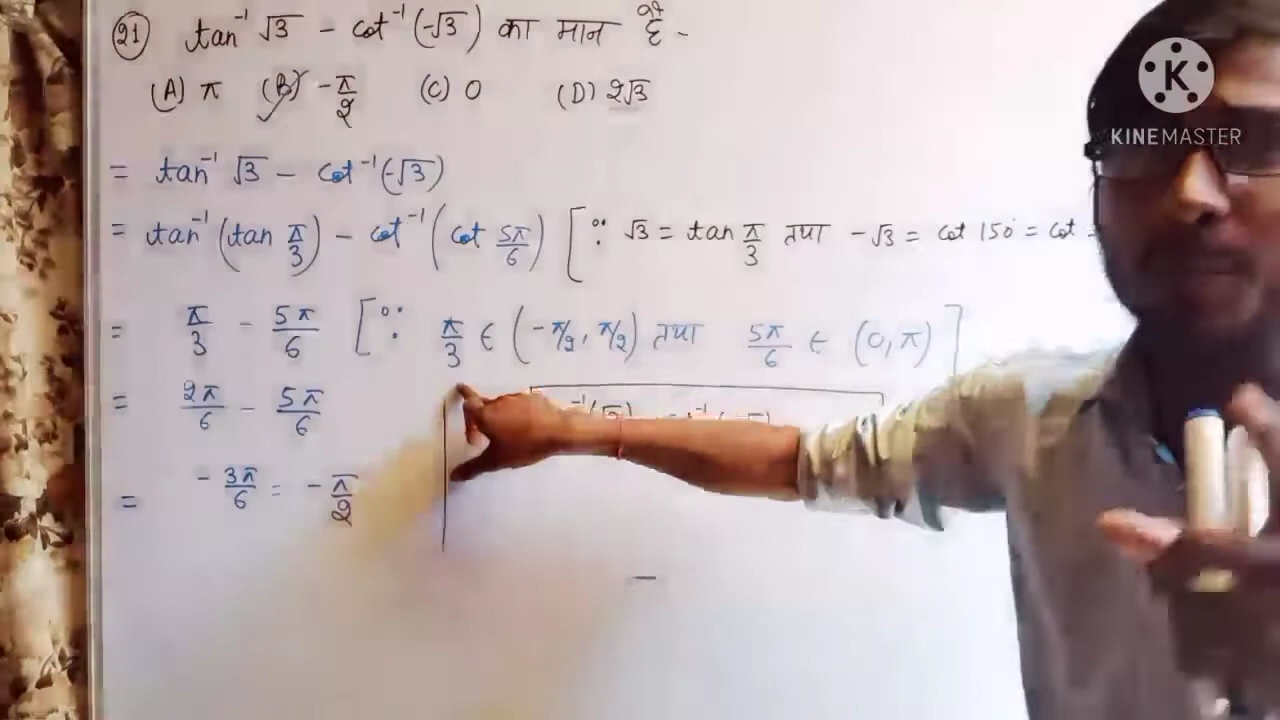 21 tan⁻¹ √3 − cot⁻¹ (−√3) का मान है -
(A) π (B) −π/2 (C) 0 (D) 2√3
= tan⁻¹ √3 − cot⁻¹ (−√3)
= tan⁻¹ (tan π/3) − cot⁻¹ (cot 5π/6) [∵ √3 = tan π/3 तथा −√3 = cot 150° = cot
= π/3 − 5π/6 [∵ π/3 ∈ (−π/2, π/2) तथा 5π/6 ∈ (0, π)]
= 2π/6 − 5π/6
= −3π/6 = −π/2
K
KINEMASTER